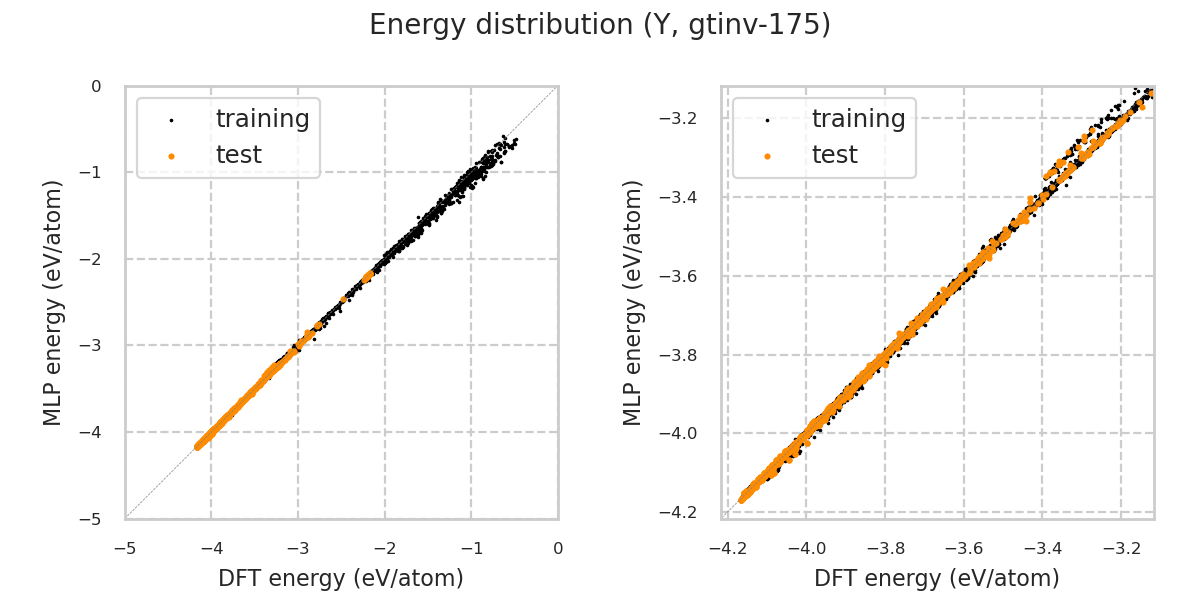 Energy distribution (Y, gtinv-175)
training
test
0
−1
−2
−3
−4
−5
−5
−4
−3
−2
−1
0
MLP energy (eV/atom)
DFT energy (eV/atom)
training
test
−3.2
−3.4
−3.6
−3.8
−4.0
−4.2
−4.2
−4.0
−3.8
−3.6
−3.4
−3.2
MLP energy (eV/atom)
DFT energy (eV/atom)